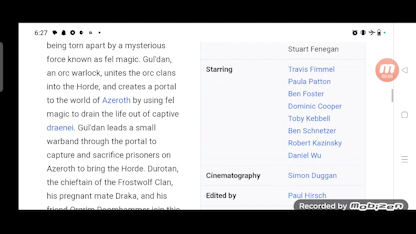 6:27
being torn apart by a mysterious
force known as fel magic. Gul'dan,
an orc warlock, unites the orc clans
into the Horde, and creates a portal
to the world of Azeroth by using fel
magic to drain the life out of captive
draenei. Gul'dan leads a small
warband through the portal to
capture and sacrifice prisoners on
Azeroth to bring the Horde. Durotan,
the chieftain of the Frostwolf Clan,
his pregnant mate Draka, and his
friend Orgrim Doomhammer join this
Stuart Fenegan
Starring
Travis Fimmel
Paula Patton
Ben Foster
Dominic Cooper
Toby Kebbell
Ben Schnetzer
Robert Kazinsky
Daniel Wu
Cinematography
Simon Duggan
Edited by
Paul Hirsch
Recorded by Mobizen